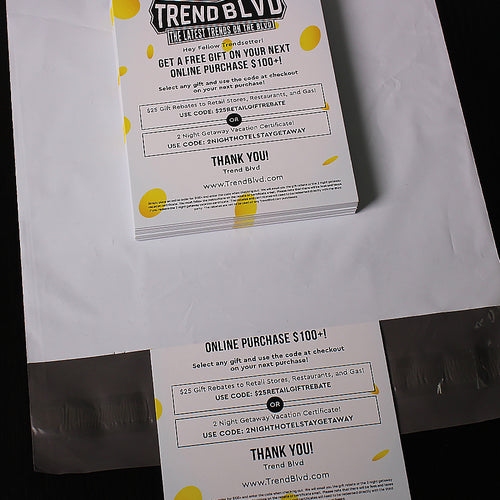 TREND BLVD
THE LATEST TRENDS ON THE BLVD
Hey Fellow Trendsetter!
GET A FREE GIFT ON YOUR NEXT
ONLINE PURCHASE $100+!
Select any gift and use the code at checkout
on your next purchase!
$25 Gift Rebates to Retail Stores, Restaurants, and Gas!
USE CODE: $25RETAILGIFTREBATE
OR
2 Night Getaway Vacation Certificate!
USE CODE: 2NIGHTHOTELSTAYGETAWAY
THANK YOU!
Trend Blvd
www.TrendBlvd.com
ONLINE PURCHASE $100+!
Select any gift and use the code at checkout
on your next purchase!
$25 Gift Rebates to Retail Stores, Restaurants, and Gas!
USE CODE: $25RETAILGIFTREBATE
OR
2 Night Getaway Vacation Certificate!
USE CODE: 2NIGHTHOTELSTAYGETAWAY
THANK YOU!
Trend Blvd
www.TrendBlvd.com